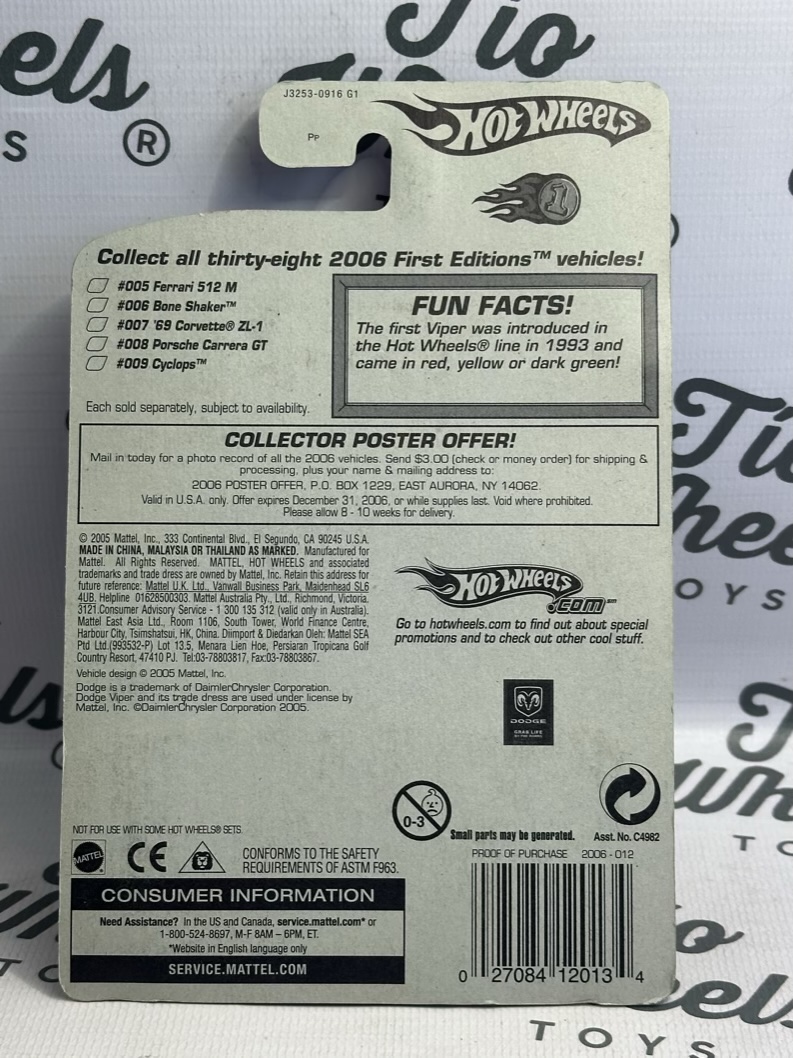 els
Tio
S
®
J3253-0916 G1
Pp
HOT WHEELS
1
Collect all thirty-eight 2006 First Editions™ vehicles!
#005 Ferrari 512 M
#006 Bone Shaker™
#007 '69 Corvette® ZL-1
#008 Porsche Carrera GT
#009 Cyclops™
Each sold separately, subject to availability.
FUN FACTS!
The first Viper was introduced in
the Hot Wheels® line in 1993 and
came in red, yellow or dark green!
COLLECTOR POSTER OFFER!
Mail in today for a photo record of all the 2006 vehicles. Send $3.00 (check or money order) for shipping &
processing, plus your name & mailing address to:
2006 POSTER OFFER, P.O. BOX 1229, EAST AURORA, NY 14062.
Valid in U.S.A. only. Offer expires December 31, 2006, or while supplies last. Void where prohibited.
Please allow 8 - 10 weeks for delivery.
© 2005 Mattel, Inc., 333 Continental Blvd., El Segundo, CA 90245 U.S.A.
MADE IN CHINA, MALAYSIA OR THAILAND AS MARKED. Manufactured for
Mattel. All Rights Reserved. MATTEL, HOT WHEELS and associated
trademarks and trade dress are owned by Mattel, Inc. Retain this address for
future reference: Mattel U.K. Ltd., Vanwall Business Park, Maidenhead SL6
4UB. Helpline 01628500303. Mattel Australia Pty., Ltd., Richmond, Victoria.
3121.Consumer Advisory Service - 1 300 135 312 (valid only in Australia).
Mattel East Asia Ltd., Room 1106, South Tower, World Finance Centre,
Harbour City, Tsimshatsui, HK, China. Diimport & Diedarkan Oleh: Mattel SEA
Ptd Ltd.(993532-P) Lot 13.5, Menara Lien Hoe, Persiaran Tropicana Golf
Country Resort, 47410 PJ. Tel:03-78803817, Fax:03-78803867.
Vehicle design © 2005 Mattel, Inc.
Dodge is a trademark of DaimlerChrysler Corporation.
Dodge Viper and its trade dress are used under license by
Mattel, Inc. ©DaimlerChrysler Corporation 2005.
HOT WHEELS
.COM
Go to hotwheels.com to find out about special
promotions and to check out other cool stuff.
DODGE
GRAB LIFE
BY THE HORNS
0-3
Small parts may be generated.
Asst. No. C4982
NOT FOR USE WITH SOME HOT WHEELS® SETS.
MATTEL
CE
CONFORMS TO THE SAFETY
REQUIREMENTS OF ASTM F963.
PROOF OF PURCHASE 2006 - 012
CONSUMER INFORMATION
Need Assistance? In the US and Canada, service.mattel.com* or
1-800-524-8697, M-F 8AM – 6PM, ET.
*Website in English language only
SERVICE.MATTEL.COM
0 27084 12013 4
Tio
heels
OYS
Tio
Whe
TO
eels
TOYS